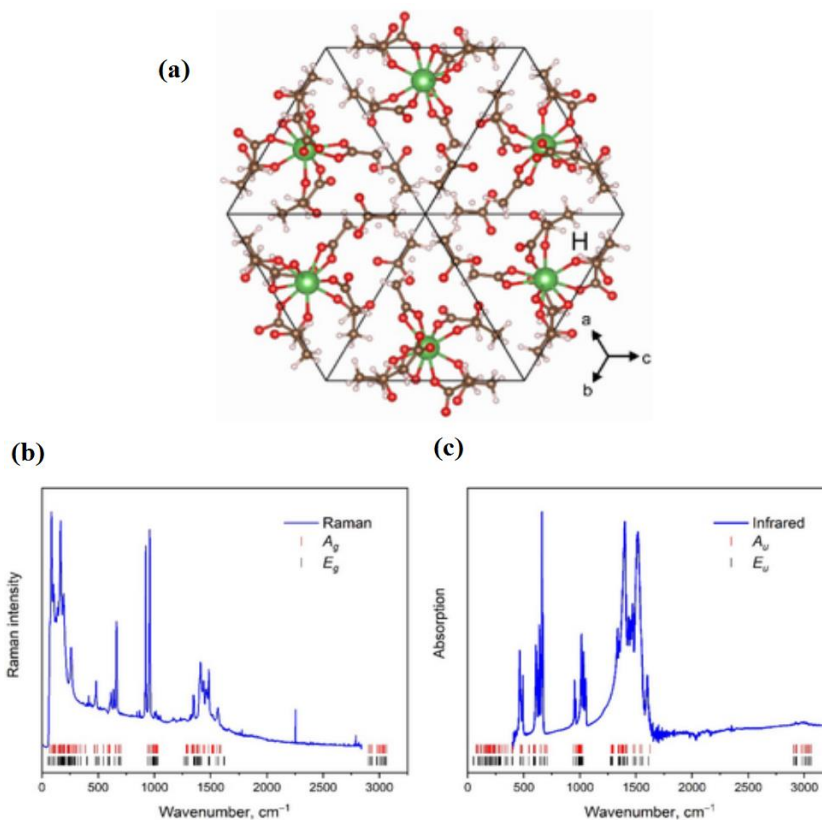 (a)
H
a
c
b
(b)
(c)
Raman
Ag
Eg
Raman intensity
0 500 1000 1500 2000 2500 3000
Wavenumber, cm⁻¹
Infrared
Au
Eu
Absorption
0 500 1000 1500 2000 2500 3000
Wavenumber, cm⁻¹